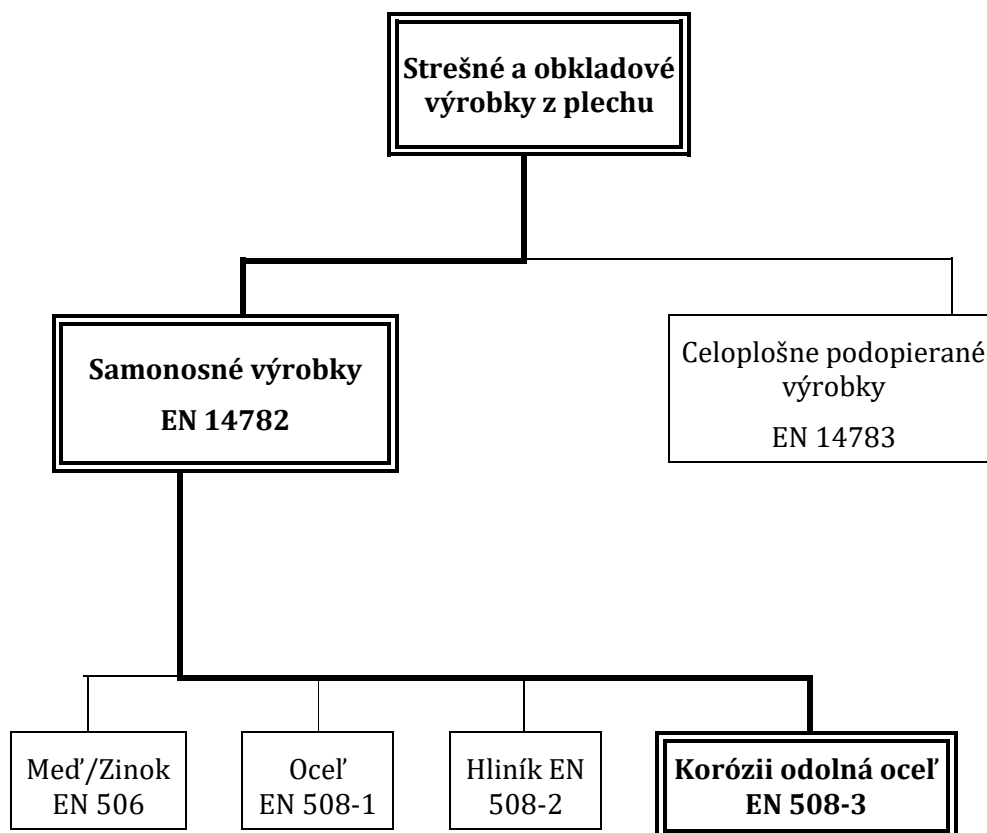 Strešné a obkladové
výrobky z plechu
Samonosné výrobky
EN 14782
Celoplošne podopierané
výrobky
EN 14783
Meď/Zinok
EN 506
Oceľ
EN 508-1
Hliník EN
508-2
Korózii odolná oceľ
EN 508-3